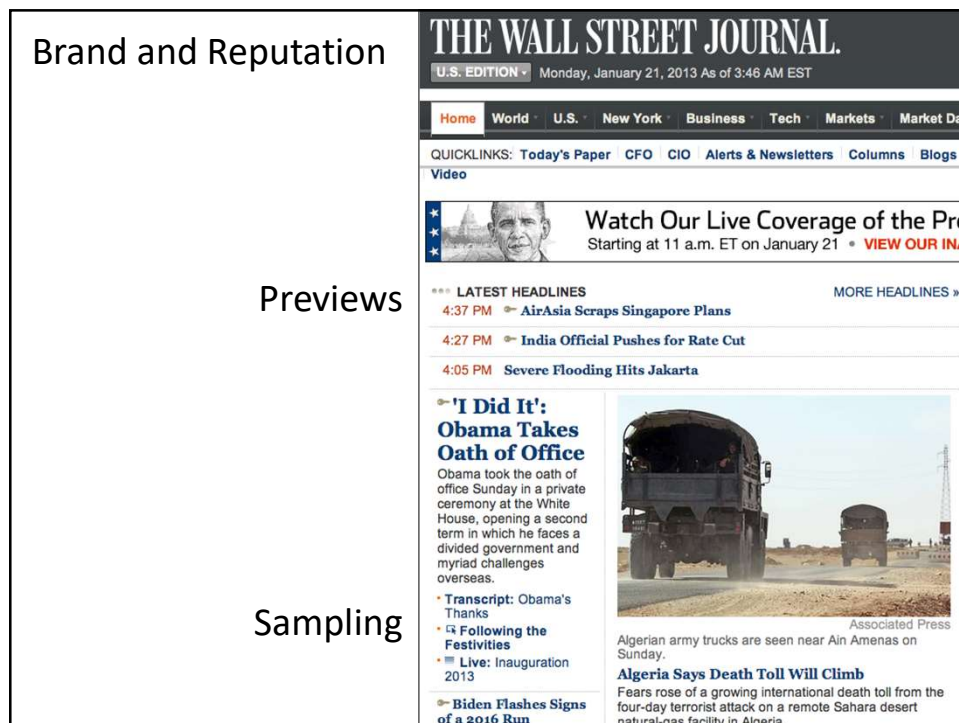 Brand and Reputation
Previews
Sampling
THE WALL STREET JOURNAL.
U.S. EDITION Monday, January 21, 2013 As of 3:46 AM EST
Home World U.S. New York Business Tech Markets Market Da
QUICKLINKS: Today's Paper CFO CIO Alerts & Newsletters Columns Blogs
Video
Watch Our Live Coverage of the Pre
Starting at 11 a.m. ET on January 21 • VIEW OUR INA
LATEST HEADLINES MORE HEADLINES »
4:37 PM AirAsia Scraps Singapore Plans
4:27 PM India Official Pushes for Rate Cut
4:05 PM Severe Flooding Hits Jakarta
'I Did It':
Obama Takes
Oath of Office
Obama took the oath of
office Sunday in a private
ceremony at the White
House, opening a second
term in which he faces a
divided government and
myriad challenges
overseas.
• Transcript: Obama's
Thanks
• Following the
Festivities
• Live: Inauguration
2013
Biden Flashes Signs
of a 2016 Run
Associated Press
Algerian army trucks are seen near Ain Amenas on
Sunday.
Algeria Says Death Toll Will Climb
Fears rose of a growing international death toll from the
four-day terrorist attack on a remote Sahara desert
natural-gas facility in Algeria